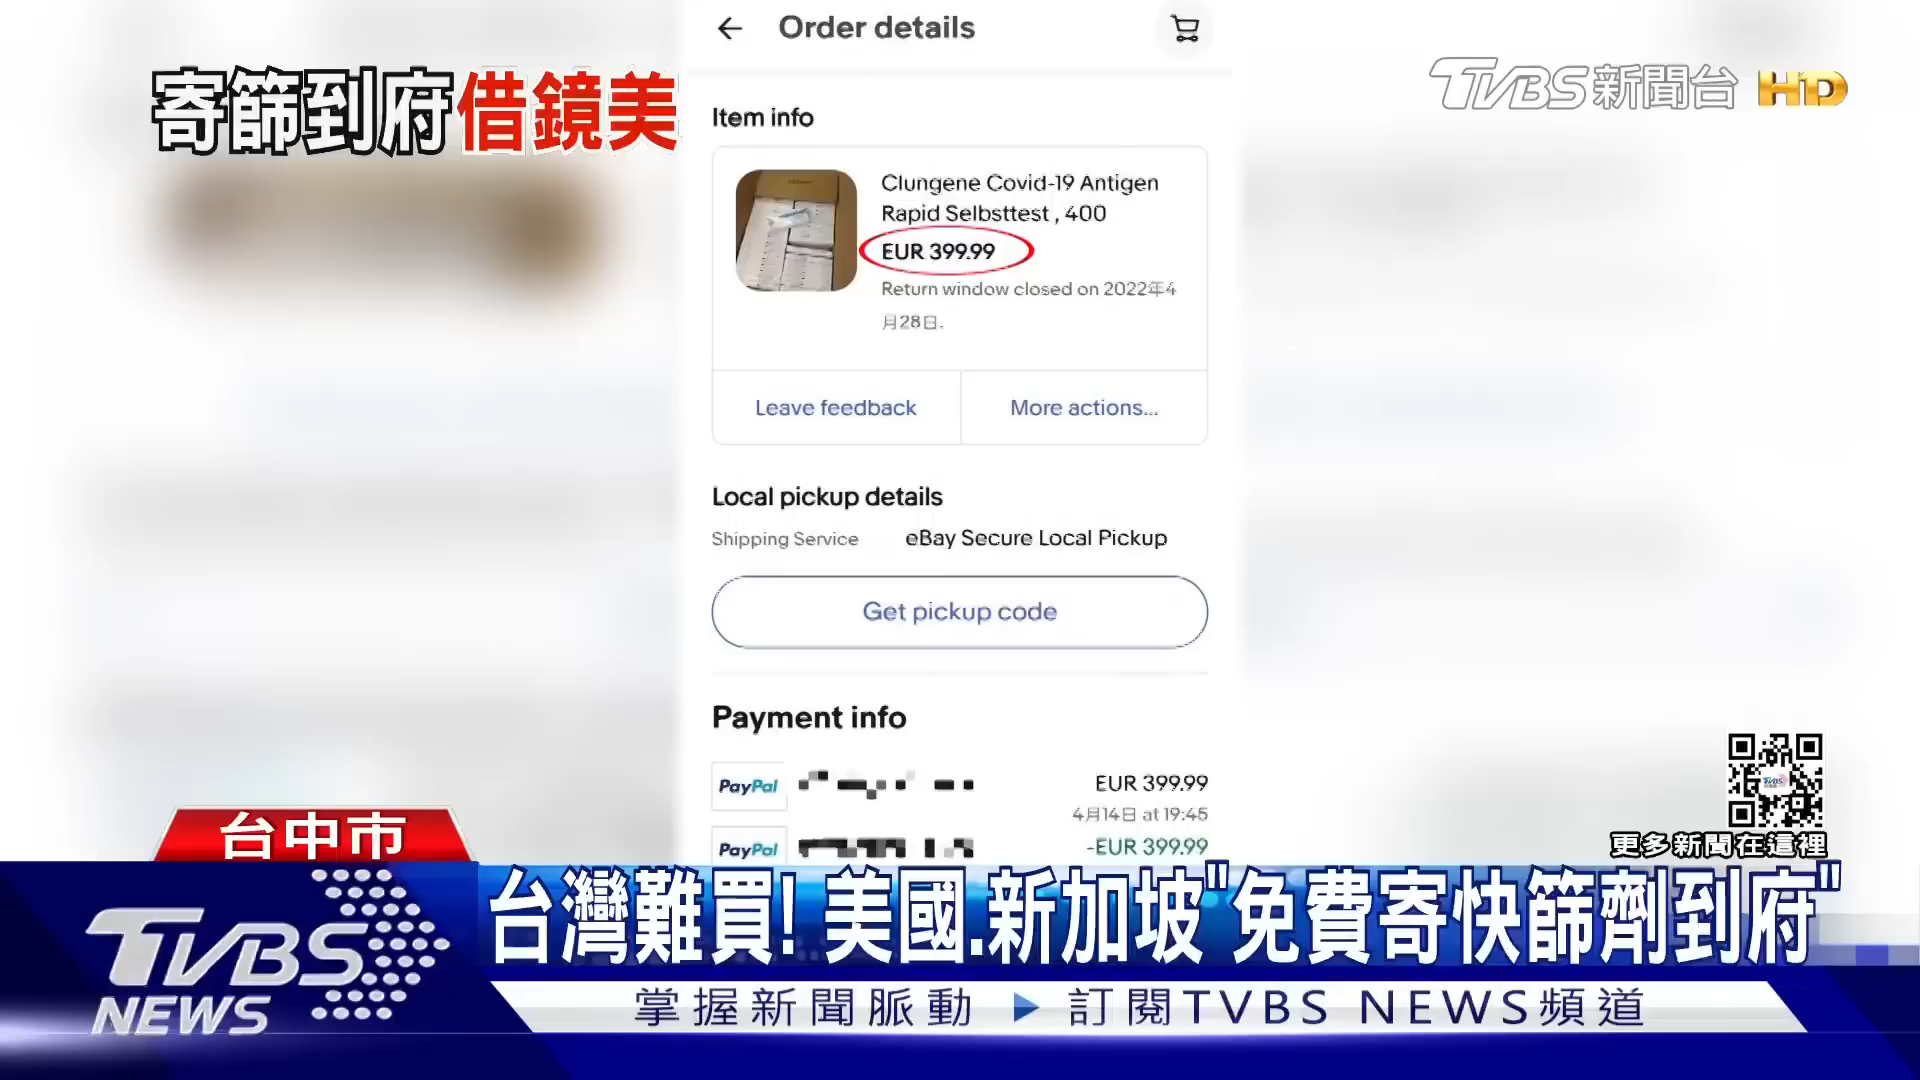 Order details
寄篩到府借鏡美
TVBS新聞台 HD
Item info
Clungene Covid-19 Antigen
Rapid Selbsttest , 400
EUR 399.99
Return window closed on 2022年4
月28日.
Leave feedback
More actions...
Local pickup details
Shipping Service
eBay Secure Local Pickup
Get pickup code
Payment info
PayPal
EUR 399.99
4月14日 at 19:45
PayPal
-EUR 399.99
更多新聞在這裡
台中市
台灣難買! 美國.新加坡"免費寄快篩劑到府"
TVBS
NEWS
掌握新聞脈動 ▶ 訂閱TVBS NEWS頻道